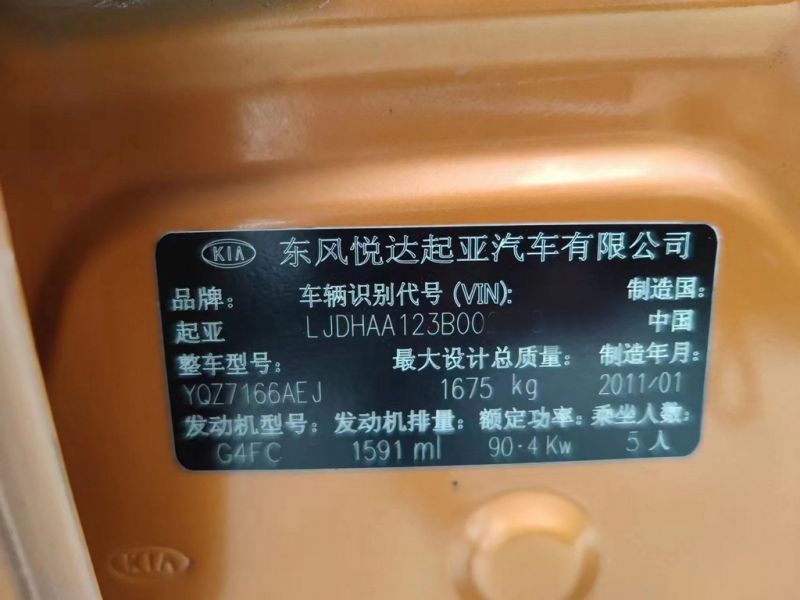 KIA 东风悦达起亚汽车有限公司
品牌: 车辆识别代号 (VIN): 制造国:
起亚 LJDHAA123B00 中国
整车型号: 最大设计总质量: 制造年月:
YQZ7166AEJ 1675 kg 2011/01
发动机型号: 发动机排量: 额定功率: 乘坐人数:
G4FC 1591 ml 90·4 Kw 5 人
KIA